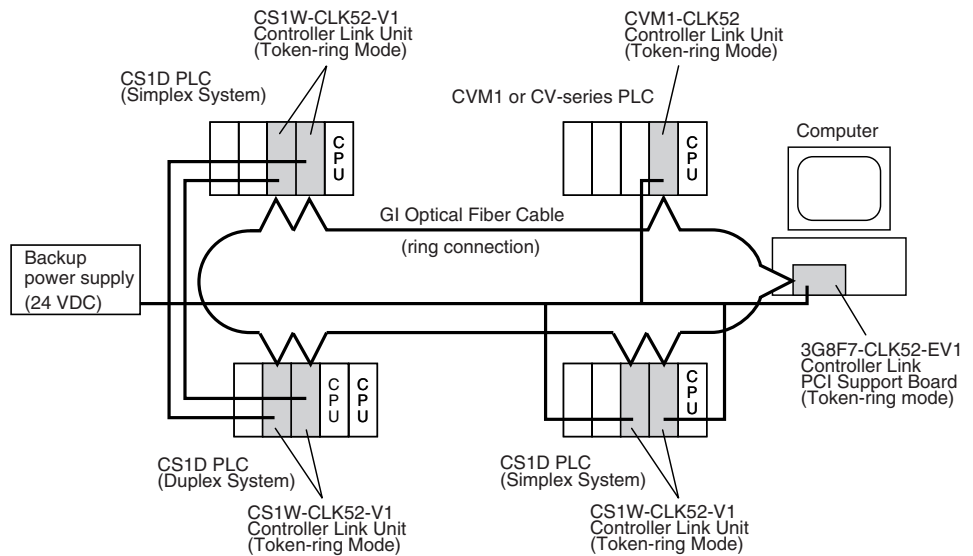 CS1W-CLK52-V1
Controller Link Unit
(Token-ring Mode)
CVM1-CLK52
Controller Link Unit
(Token-ring Mode)
CS1D PLC
(Simplex System)
CVM1 or CV-series PLC
Computer
CPU
CPU
GI Optical Fiber Cable
(ring connection)
Backup
power supply
(24 VDC)
3G8F7-CLK52-EV1
Controller Link
PCI Support Board
(Token-ring mode)
CPU
CPU
CPU
CS1D PLC
(Duplex System)
CS1D PLC
(Simplex System)
CS1W-CLK52-V1
Controller Link Unit
(Token-ring Mode)
CS1W-CLK52-V1
Controller Link Unit
(Token-ring Mode)